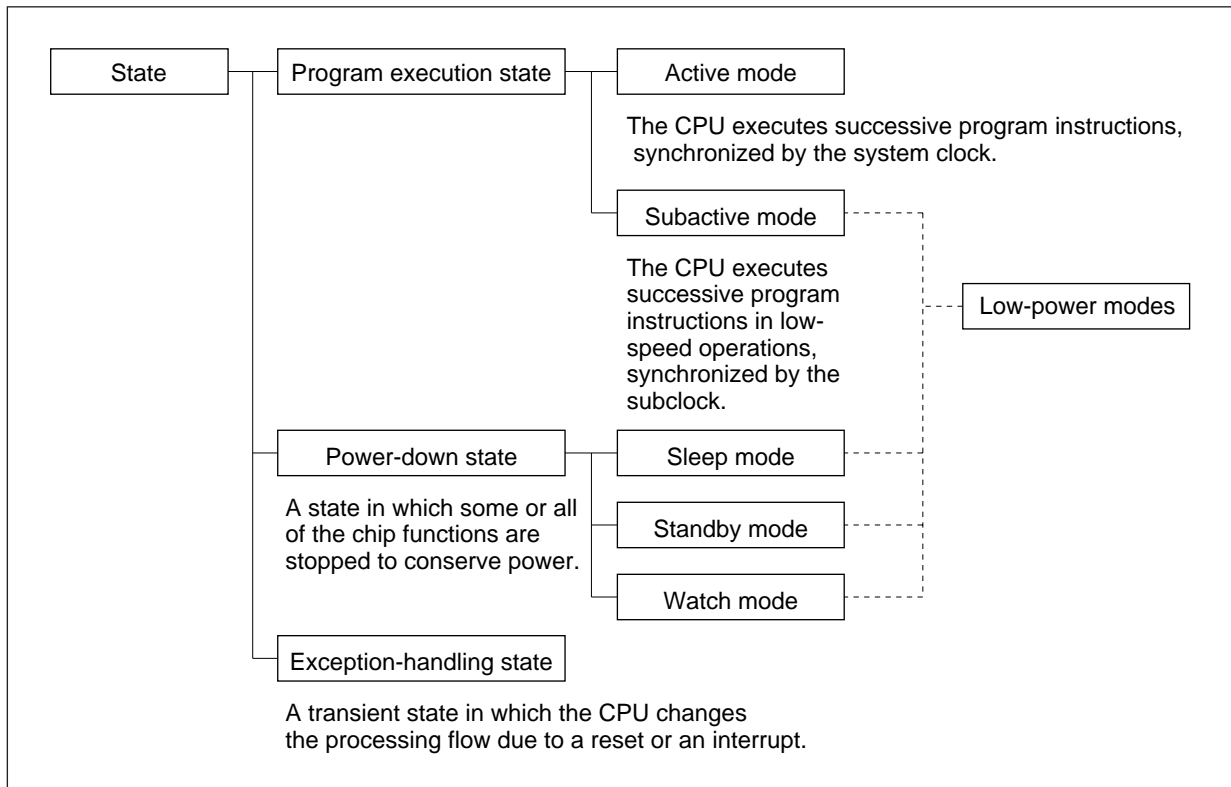 State
Program execution state
Active mode
The CPU executes successive program instructions,
synchronized by the system clock.
Subactive mode
The CPU executes
successive program
instructions in low-
speed operations,
synchronized by the
subclock.
Low-power modes
Power-down state
A state in which some or all
of the chip functions are
stopped to conserve power.
Sleep mode
Standby mode
Watch mode
Exception-handling state
A transient state in which the CPU changes
the processing flow due to a reset or an interrupt.